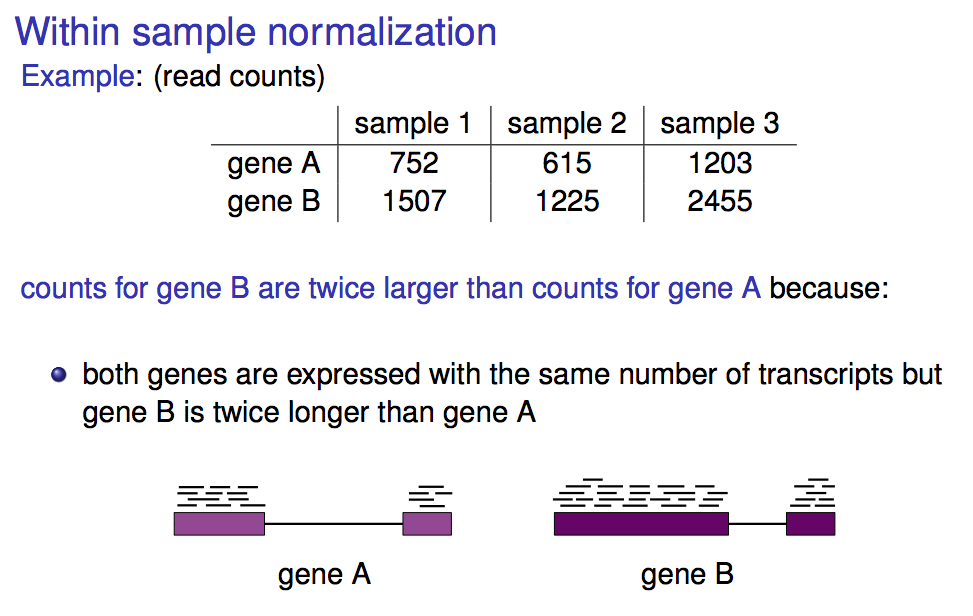 Within sample normalization
Example: (read counts)
sample 1 sample 2 sample 3
gene A 752 615 1203
gene B 1507 1225 2455
counts for gene B are twice larger than counts for gene A because:
both genes are expressed with the same number of transcripts but
gene B is twice longer than gene A
gene A gene B